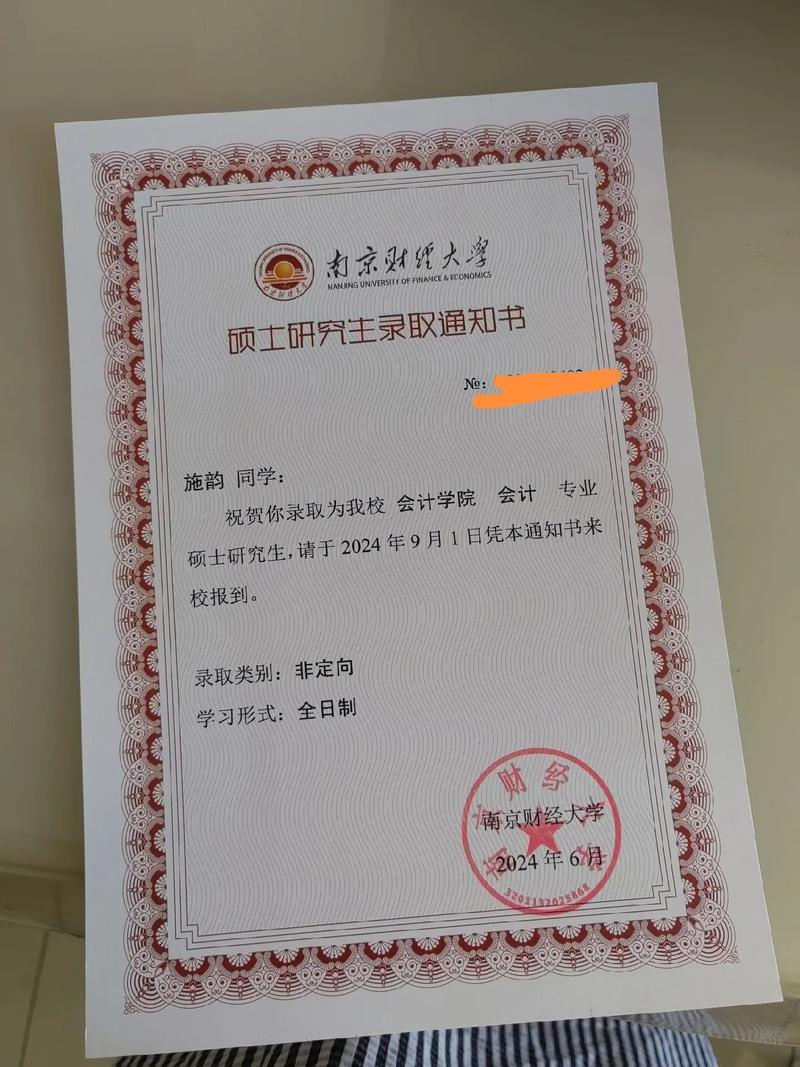 南京财经大学
NANJING UNIVERSITY OF FINANCE & ECONOMICS
硕士研究生录取通知书
№:
施韵 同学：
祝贺你录取为我校 会计学院 会计 专业
硕士研究生，请于 2024 年 9 月 1 日凭本通知书来
校报到。
录取类别：非定向
学习形式：全日制
南京财经大学
2024 年 6 月
3201132025868